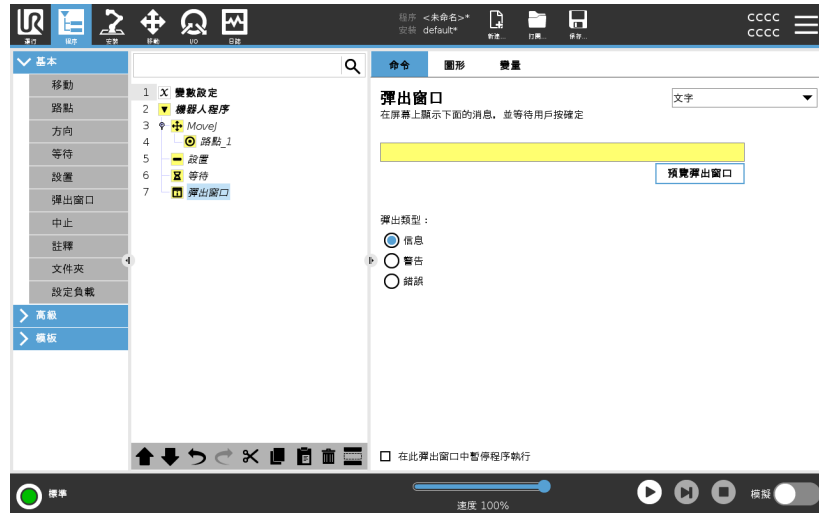 UR
運行
程序
安裝
移動
I/O
日誌
程序 <未命名>*
安裝 default*
新建...
打開...
保存...
CCCC
CCCC
基本
移動
路點
方向
等待
設置
彈出窗口
中止
註釋
文件夾
設定負載
高級
模板
1 X 變數設定
2 機器人程序
3 MoveJ
4 路點_1
5 設置
6 等待
7 彈出窗口
命令 圖形 變量
彈出窗口
文字
在屏幕上顯示下面的消息，並等待用戶按確定
預覽彈出窗口
彈出類型：
信息
警告
錯誤
在此彈出窗口中暫停程序執行
標準
速度 100%
模擬